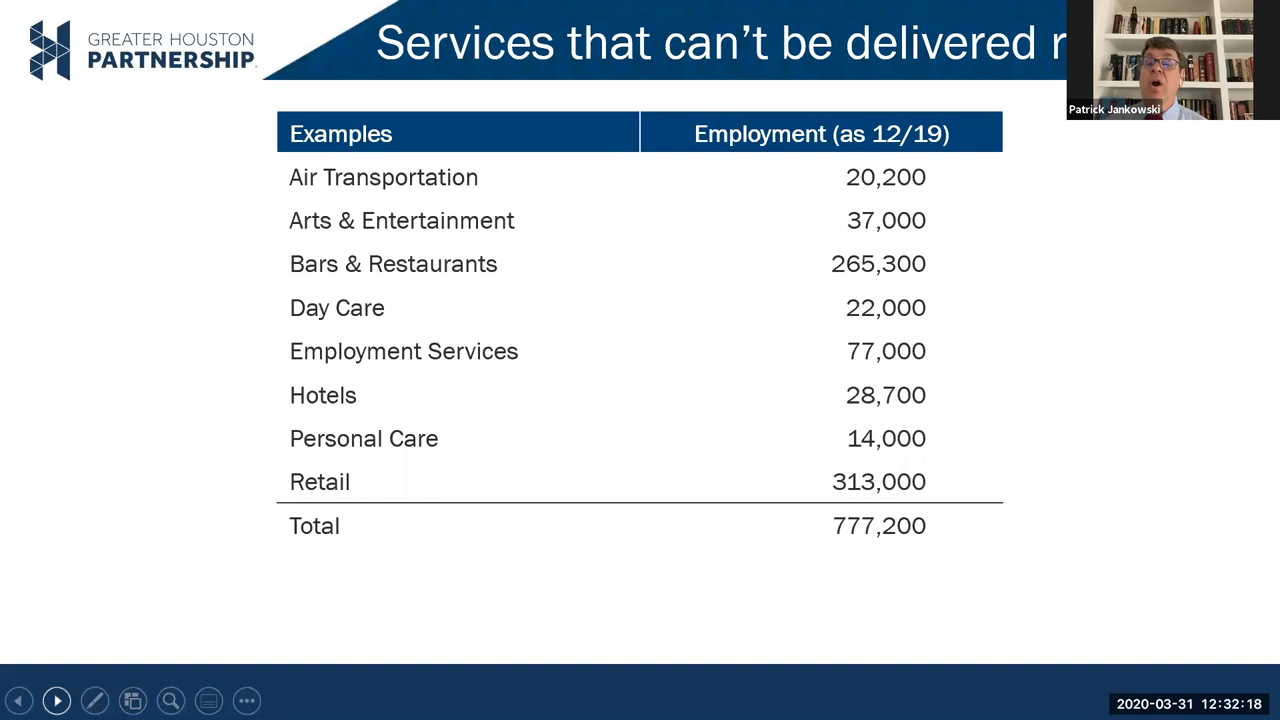 GREATER HOUSTON
PARTNERSHIP
Services that can't be delivered r
Patrick Jankowski
Examples Employment (as 12/19)
Air Transportation 20,200
Arts & Entertainment 37,000
Bars & Restaurants 265,300
Day Care 22,000
Employment Services 77,000
Hotels 28,700
Personal Care 14,000
Retail 313,000
Total 777,200
2020-03-31 12:32:18